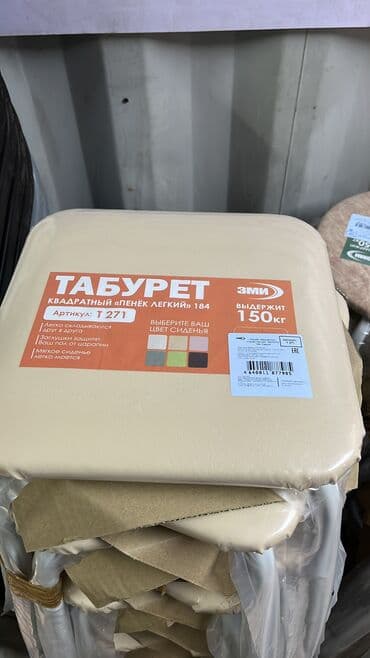 ТАБУРЕТ
КВАДРАТНЫЙ «ПЕНЕК ЛЕГКИЙ» 184
Артикул: Т 271
Легко складываются
друг в друга
Заглушки защитят
Ваш пол от царапин
Мягкое сиденье
легко моется
ВЫБЕРИТЕ ВАШ
ЦВЕТ СИДЕНЬЯ
ЗМИ
ВЫДЕРЖИТ
150кг